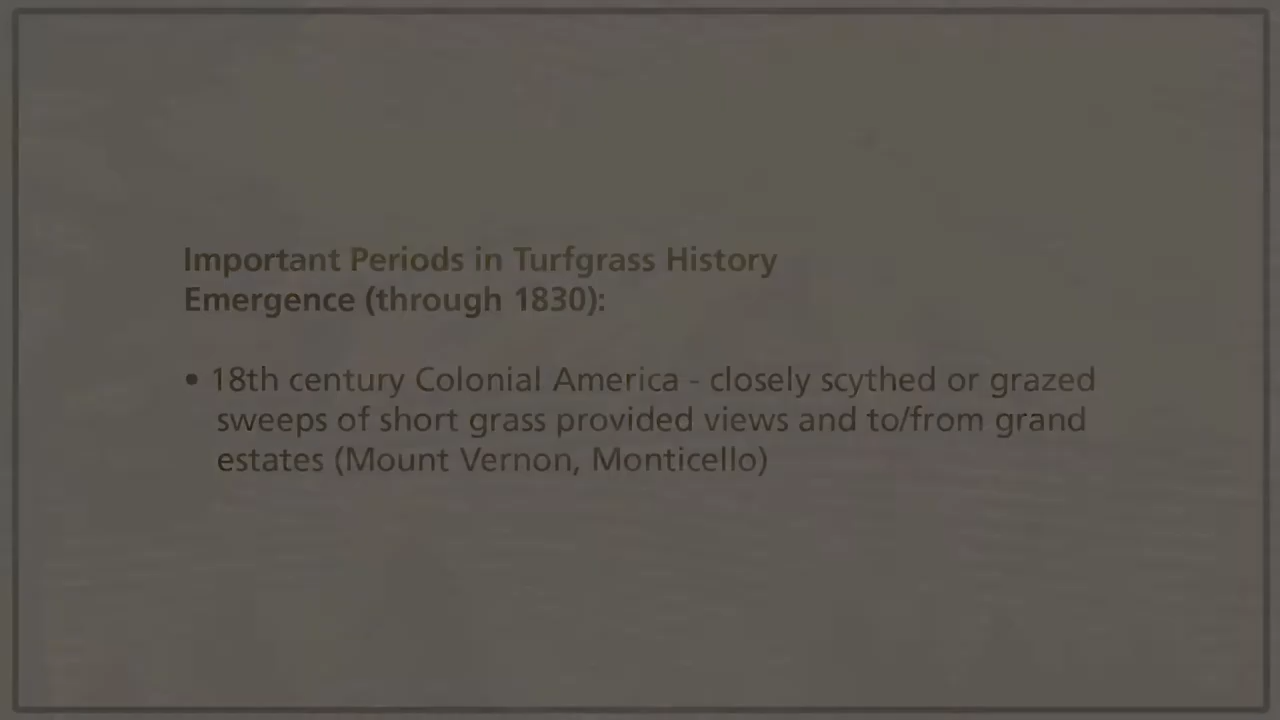 Important Periods in Turfgrass History
Emergence (through 1830):
• 18th century Colonial America - closely scythed or grazed
sweeps of short grass provided views and to/from grand
estates (Mount Vernon, Monticello)